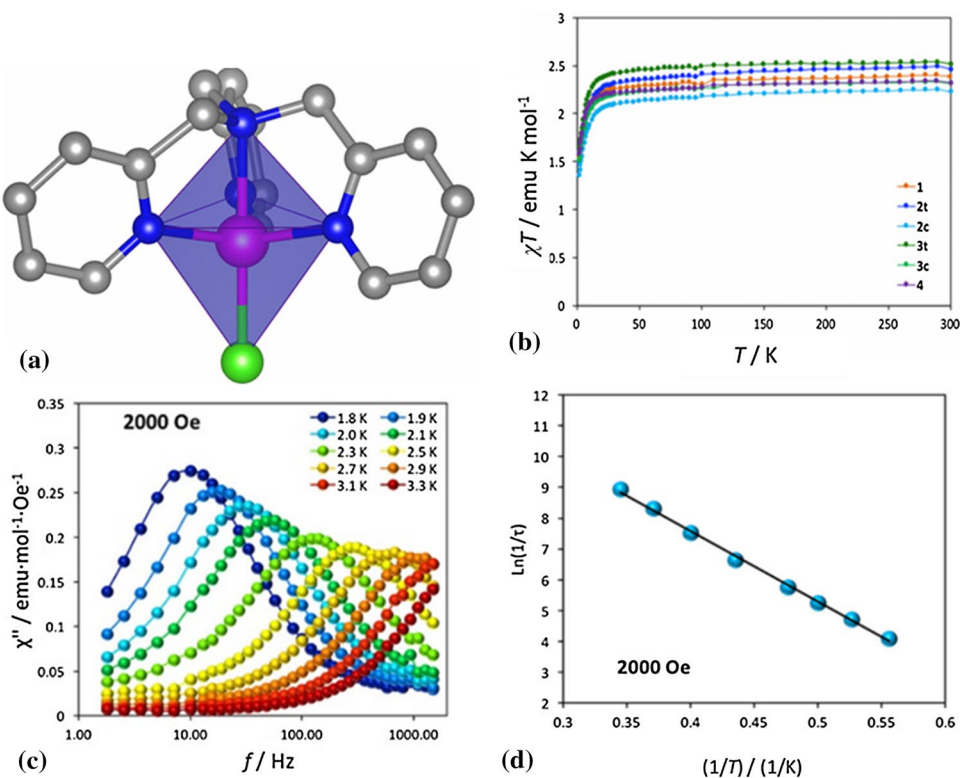 (a)
3
2.5
2
1.5
1
0.5
0
χT / emu K mol⁻¹
1
2t
2c
3t
3c
4
0 50 100 150 200 250 300
T / K
(b)
0.35
0.3
0.25
0.20
0.15
0.10
0.05
0
χ'' / emu·mol⁻¹·Oe⁻¹
2000 Oe
1.8 K 1.9 K
2.0 K 2.1 K
2.3 K 2.5 K
2.7 K 2.9 K
3.1 K 3.3 K
1.00 10.00 100.00 1000.00
f / Hz
(c)
12
11
10
9
8
7
6
5
4
3
2
Ln(1/τ)
2000 Oe
0.3 0.35 0.4 0.45 0.5 0.55 0.6
(1/T) / (1/K)
(d)